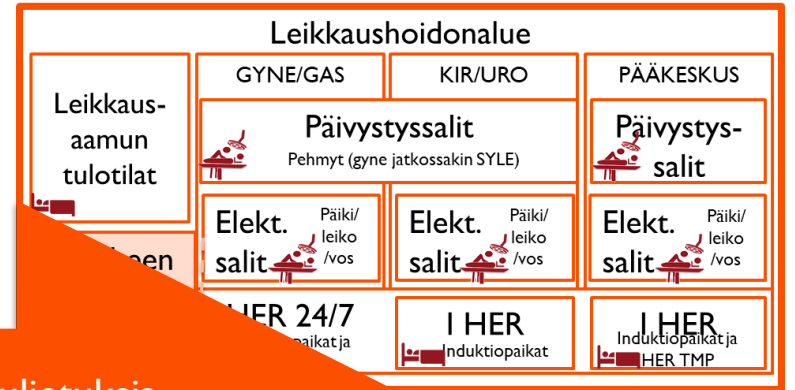 Leikkaushoidonalue
GYNE/GAS
KIR/URO
PÄÄKESKUS
Leikkaus-
aamun
tulotilat
Päivystyssalit
Pehmyt (gyne jatkossakin SYLE)
Päivystys-
salit
Elekt.
salit
Päiki/
leiko
/vos
Elekt.
salit
Päiki/
leiko
/vos
Elekt.
salit
Päiki/
leiko
/vos
HER 24/7
I HER
Induktiopaikat
I HER
Induktiopaikat ja
HER TMP